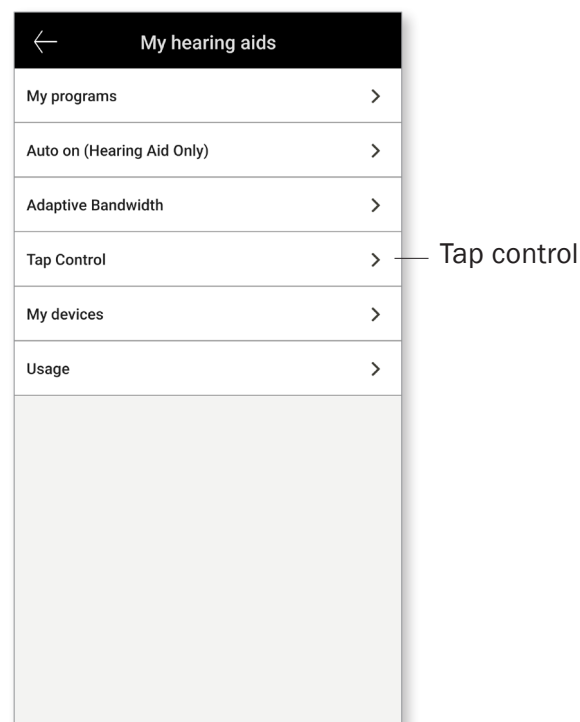 My hearing aids
My programs
Auto on (Hearing Aid Only)
Adaptive Bandwidth
Tap Control
Tap control
My devices
Usage